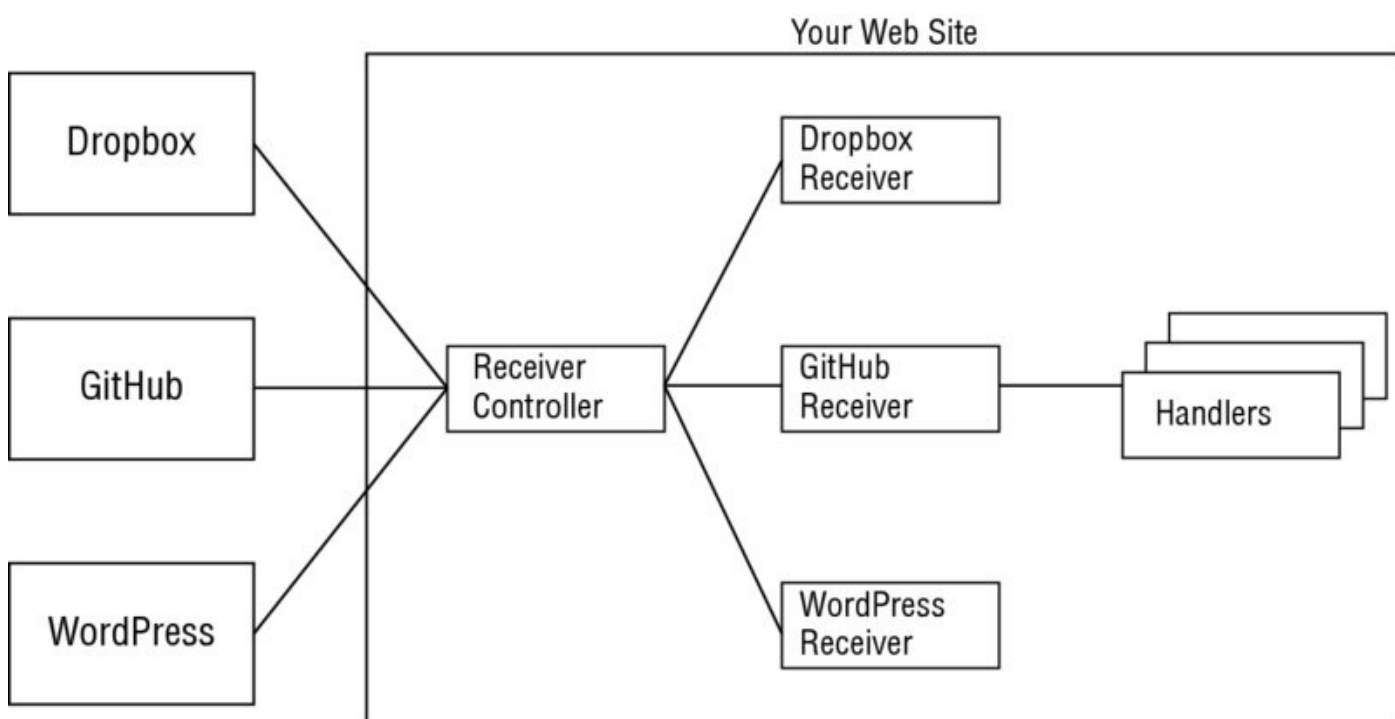 Your Web Site
Dropbox
GitHub
WordPress
Receiver
Controller
Dropbox
Receiver
GitHub
Receiver
WordPress
Receiver
Handlers